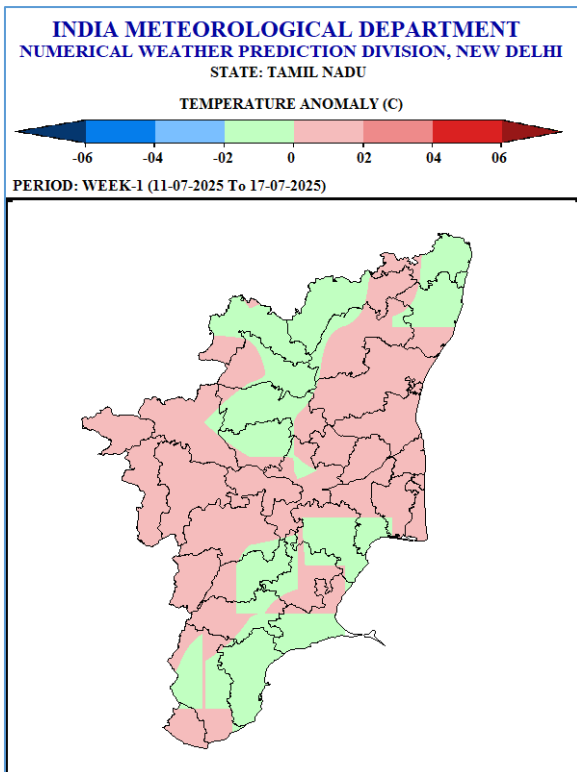 INDIA METEOROLOGICAL DEPARTMENT
NUMERICAL WEATHER PREDICTION DIVISION, NEW DELHI
STATE: TAMIL NADU
TEMPERATURE ANOMALY (C)
-06 -04 -02 0 02 04 06
PERIOD: WEEK-1 (11-07-2025 To 17-07-2025)